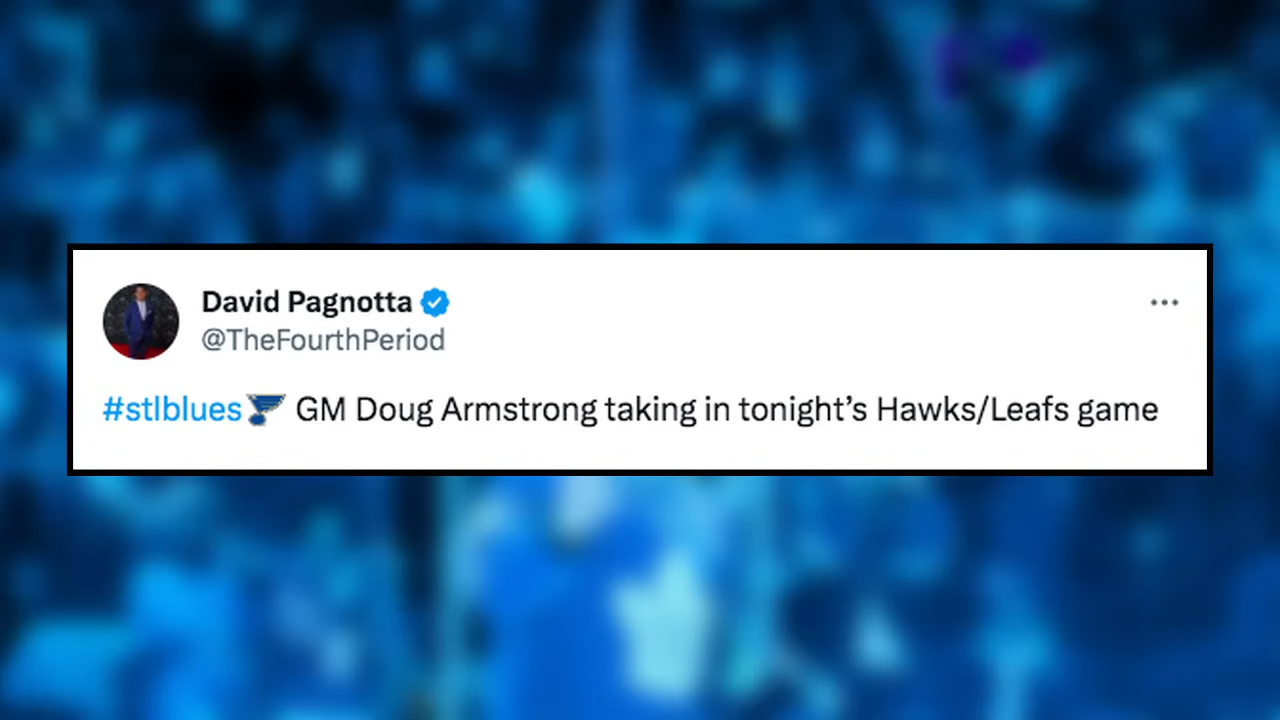 David Pagnotta
@TheFourthPeriod
#stlblues GM Doug Armstrong taking in tonight’s Hawks/Leafs game